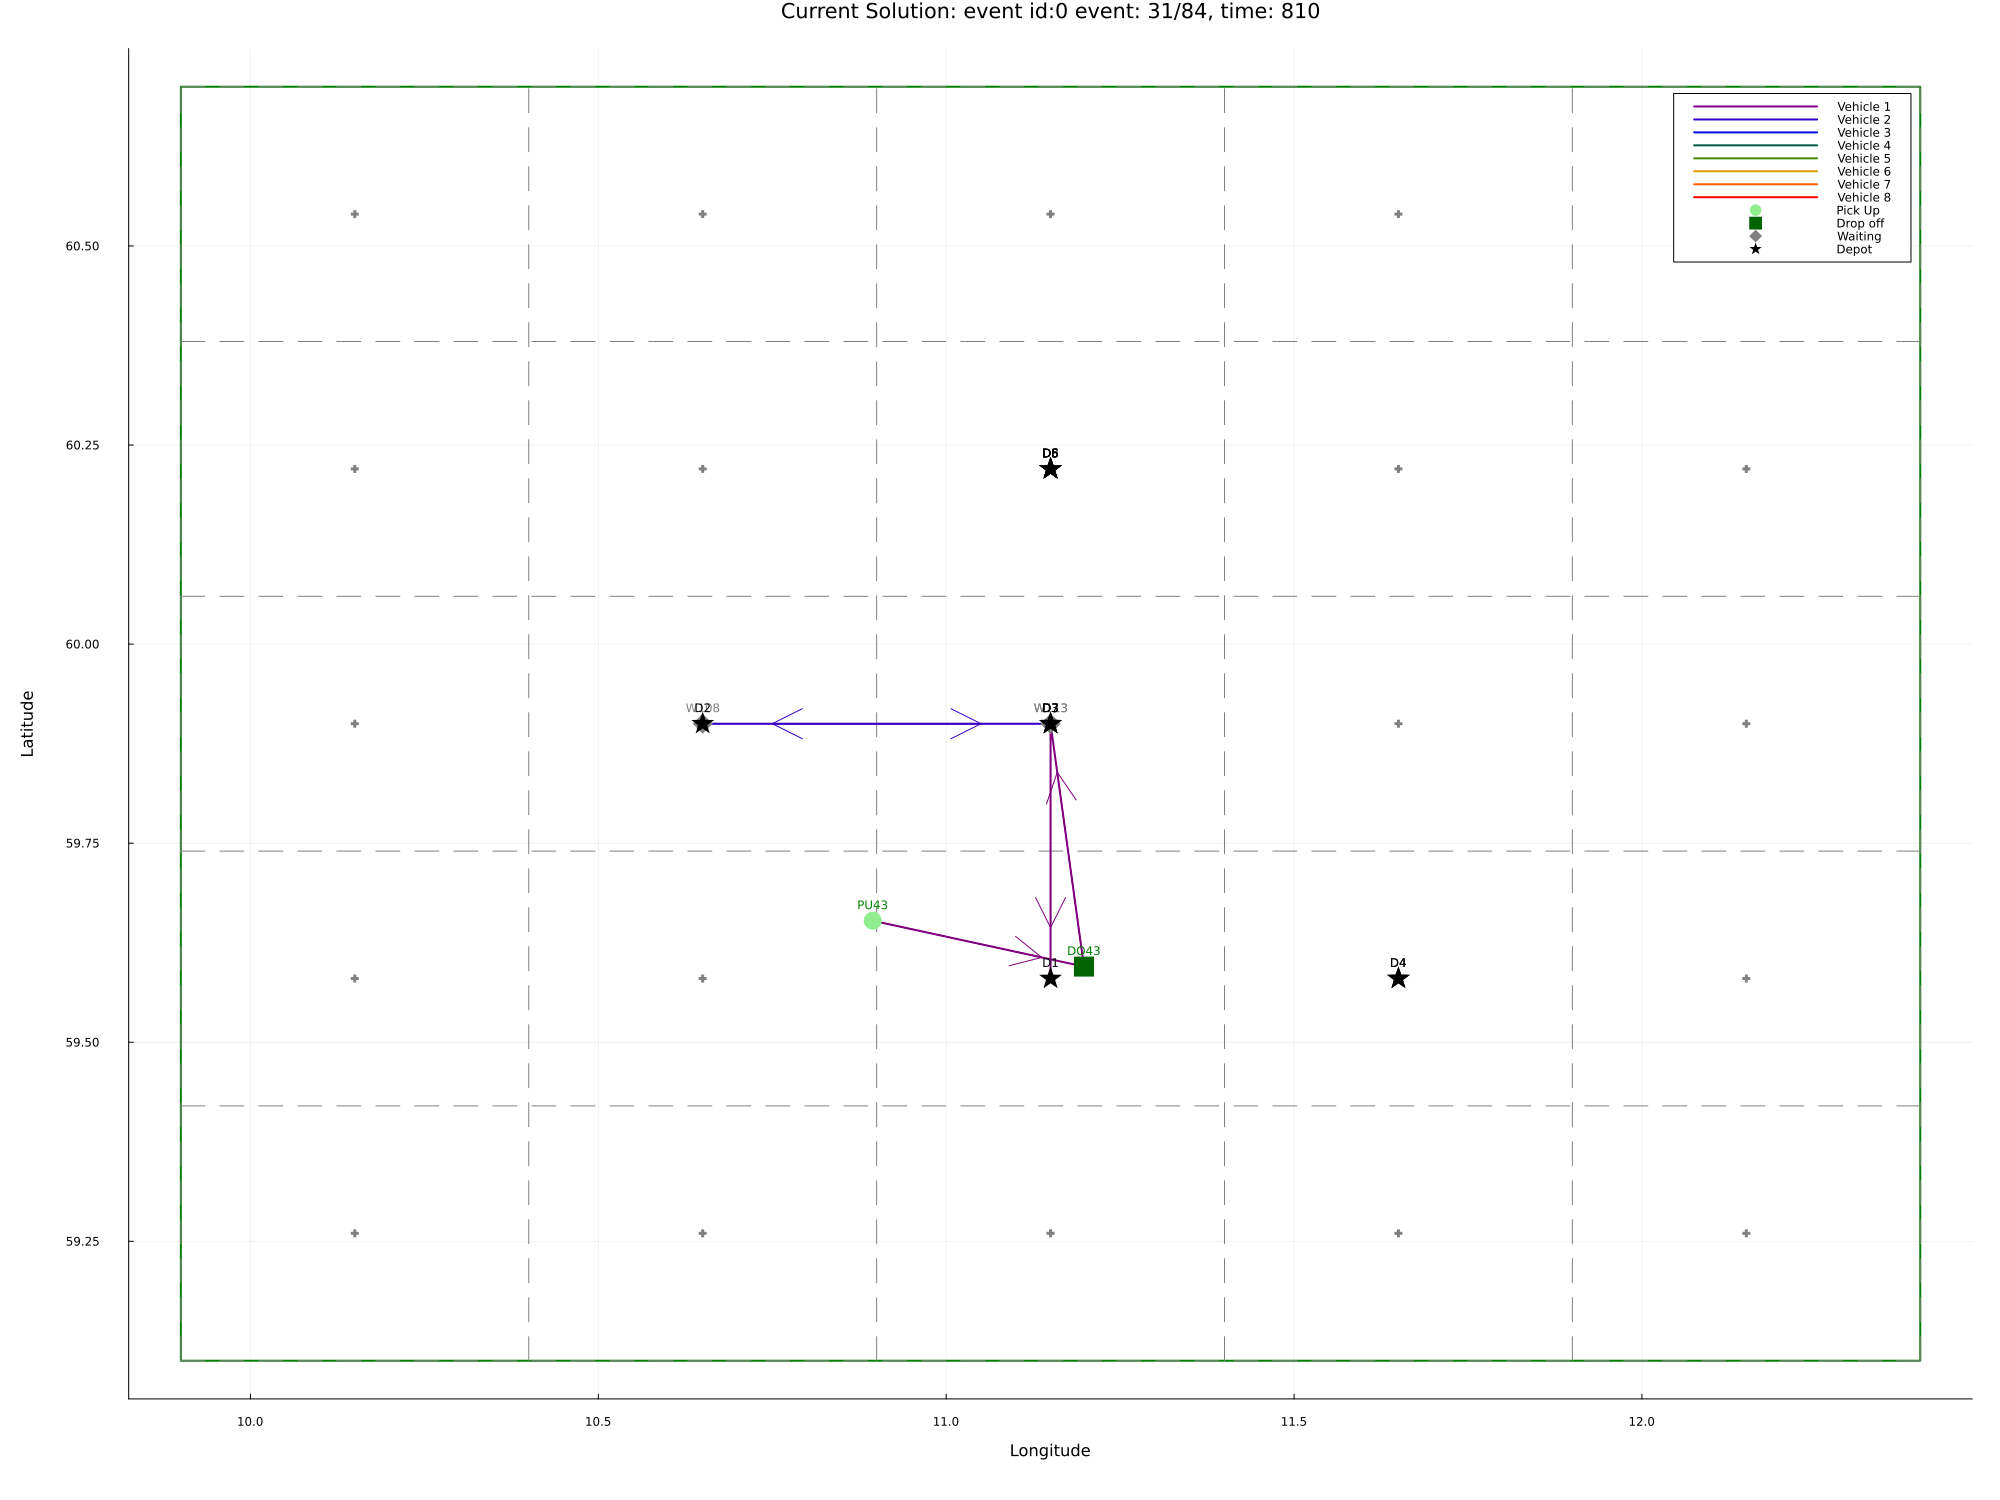 Current Solution: event id:0 event: 31/84, time: 810
Vehicle 1
Vehicle 2
Vehicle 3
Vehicle 4
Vehicle 5
Vehicle 6
Vehicle 7
Vehicle 8
Pick Up
Drop off
Waiting
Depot
60.50
60.25
60.00
D2
59.75
PU43
DO43
D1
D4
59.50
59.25
Latitude
10.0
10.5
11.0
11.5
12.0
Longitude